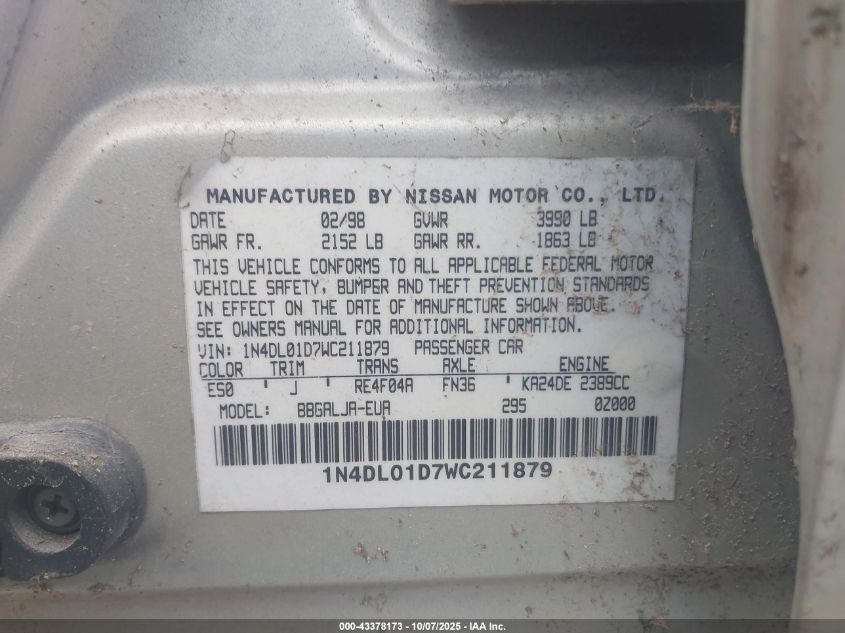 MANUFACTURED BY NISSAN MOTOR CO., LTD.
DATE 02/98 GVWR 3990 LB
GAWR FR. 2152 LB GAWR RR. 1863 LB
THIS VEHICLE CONFORMS TO ALL APPLICABLE FEDERAL MOTOR
VEHICLE SAFETY, BUMPER AND THEFT PREVENTION STANDARDS
IN EFFECT ON THE DATE OF MANUFACTURE SHOWN ABOVE.
SEE OWNERS MANUAL FOR ADDITIONAL INFORMATION.
VIN: 1N4DL01D7WC211879 PASSENGER CAR
COLOR TRIM TRANS AXLE ENGINE
ES0 ' J ' RE4F04A FN36 ' KA24DE 2389CC
MODEL: BBGALJA-EUA 295 0Z000
1N4DL01D7WC211879
000-43378173 - 10/07/2025 - IAA Inc.